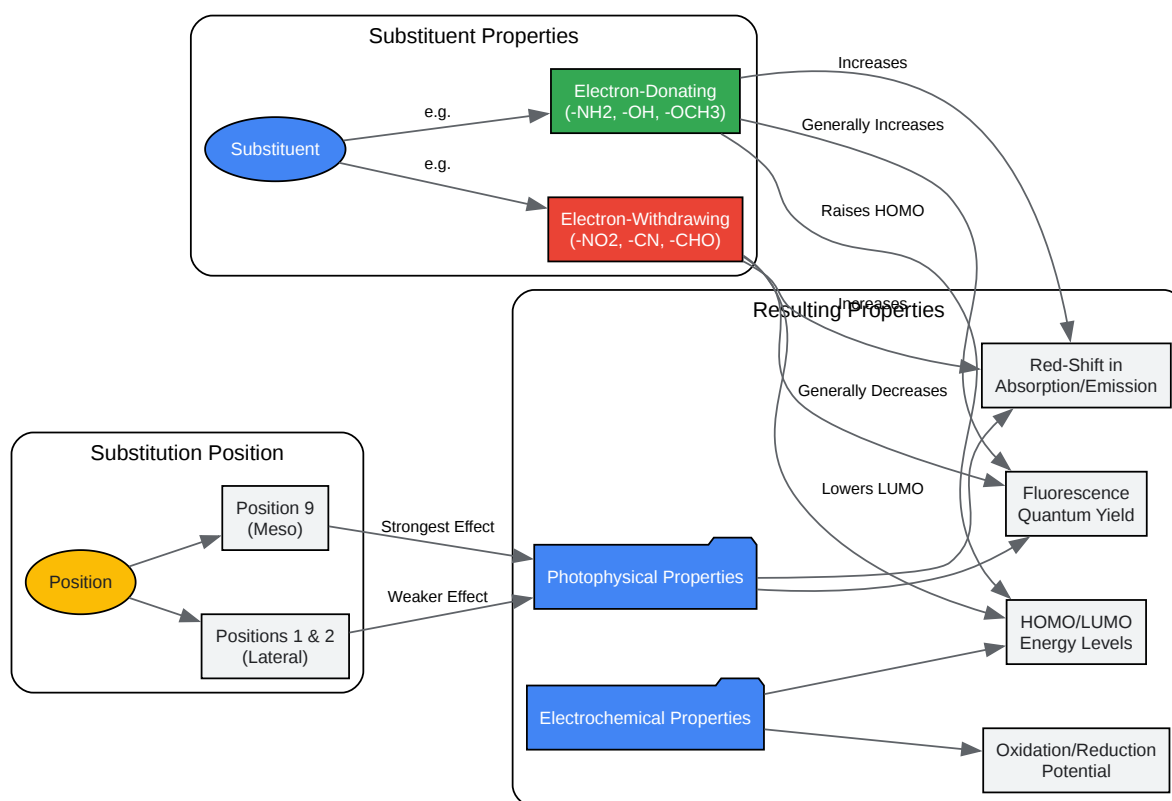 Substituent Properties
Electron-Donating
(-NH2, -OH, -OCH3)
Substituent
e.g.
e.g.
Electron-Withdrawing
(-NO2, -CN, -CHO)
Increases
Generally Increases
Raises HOMO
Increases
Resulting Properties
Generally Decreases
Lowers LUMO
Red-Shift in
Absorption/Emission
Fluorescence
Quantum Yield
HOMO/LUMO
Energy Levels
Oxidation/Reduction
Potential
Substitution Position
Position 9
(Meso)
Position
Positions 1 & 2
(Lateral)
Strongest Effect
Weaker Effect
Photophysical Properties
Electrochemical Properties